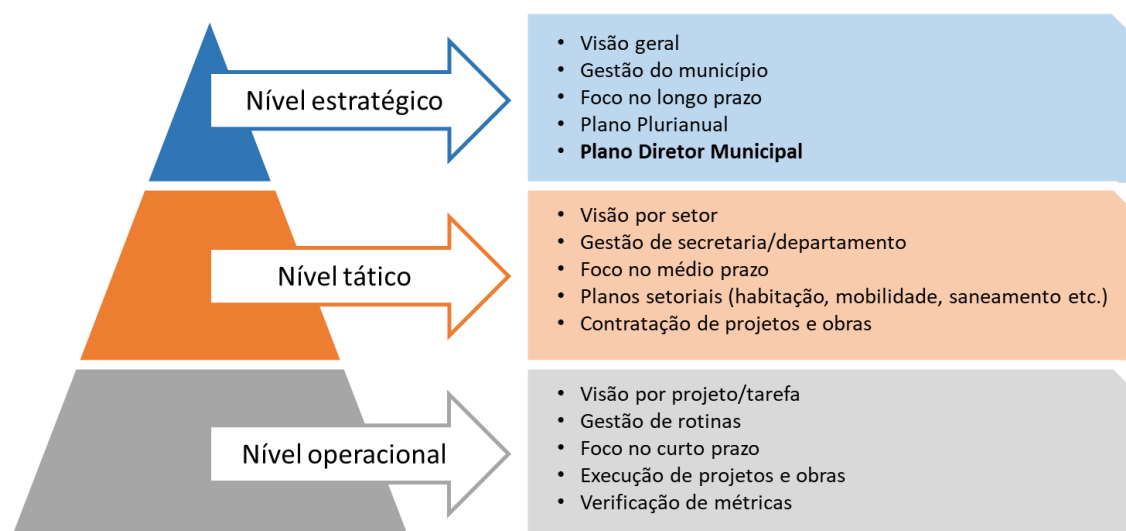 Nível estratégico
• Visão geral
• Gestão do município
• Foco no longo prazo
• Plano Plurianual
• Plano Diretor Municipal
Nível tático
• Visão por setor
• Gestão de secretaria/departamento
• Foco no médio prazo
• Planos setoriais (habitação, mobilidade, saneamento etc.)
• Contratação de projetos e obras
Nível operacional
• Visão por projeto/tarefa
• Gestão de rotinas
• Foco no curto prazo
• Execução de projetos e obras
• Verificação de métricas